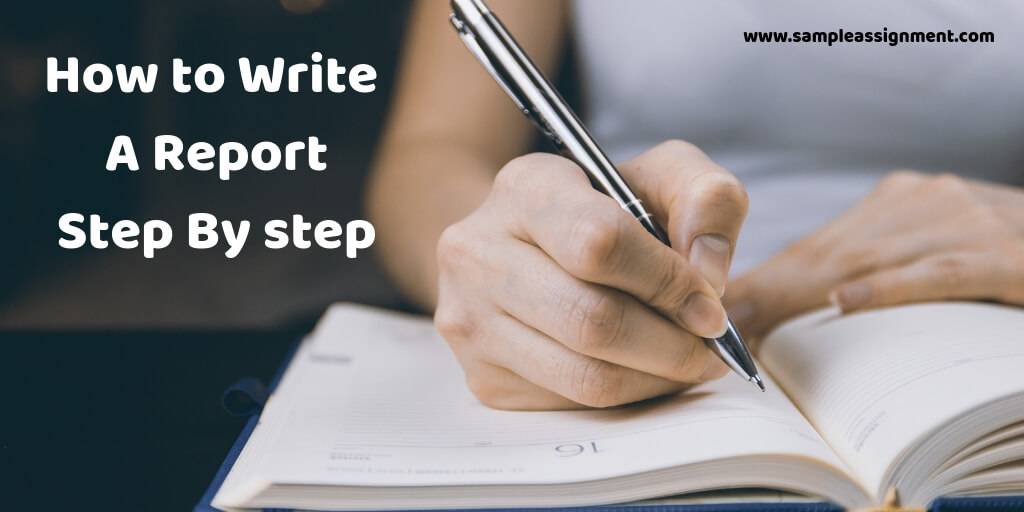 www.sampleassignment.com
How to Write
A Report
Step By step
16